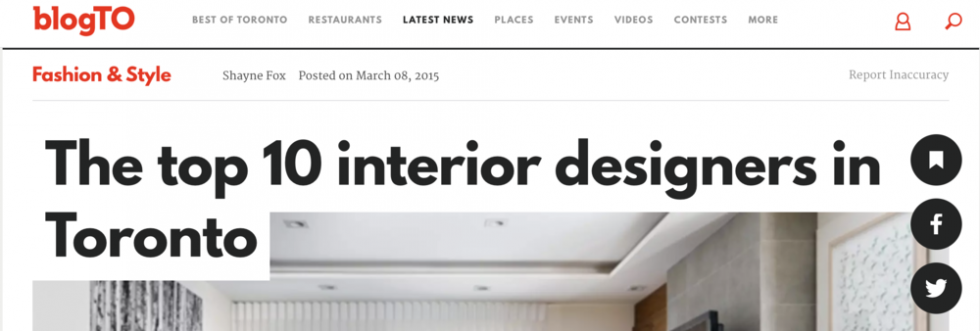 blogTO
BEST OF TORONTO RESTAURANTS LATEST NEWS PLACES EVENTS VIDEOS CONTESTS MORE
Fashion & Style Shayne Fox Posted on March 08, 2015 Report Inaccuracy
The top 10 interior designers in
Toronto